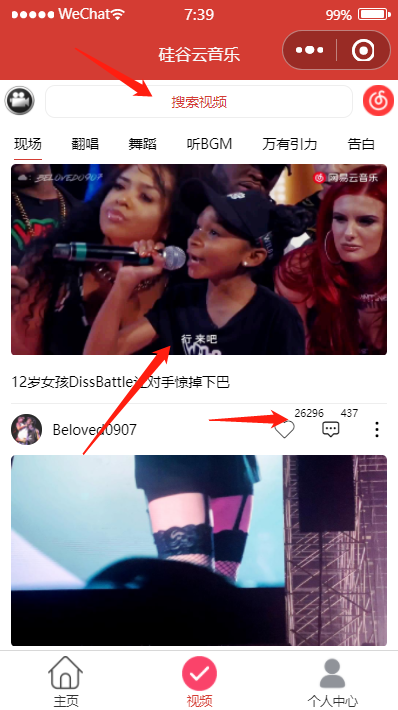 WeChat 7:39 99%
硅谷云音乐
搜索视频
现场 翻唱 舞蹈 听BGM 万有引力 告白
BELOVED0907 网易云音乐
行 来吧
12岁女孩DissBattle让对手惊掉下巴
Beloved0907 26296 437
主页 视频 个人中心